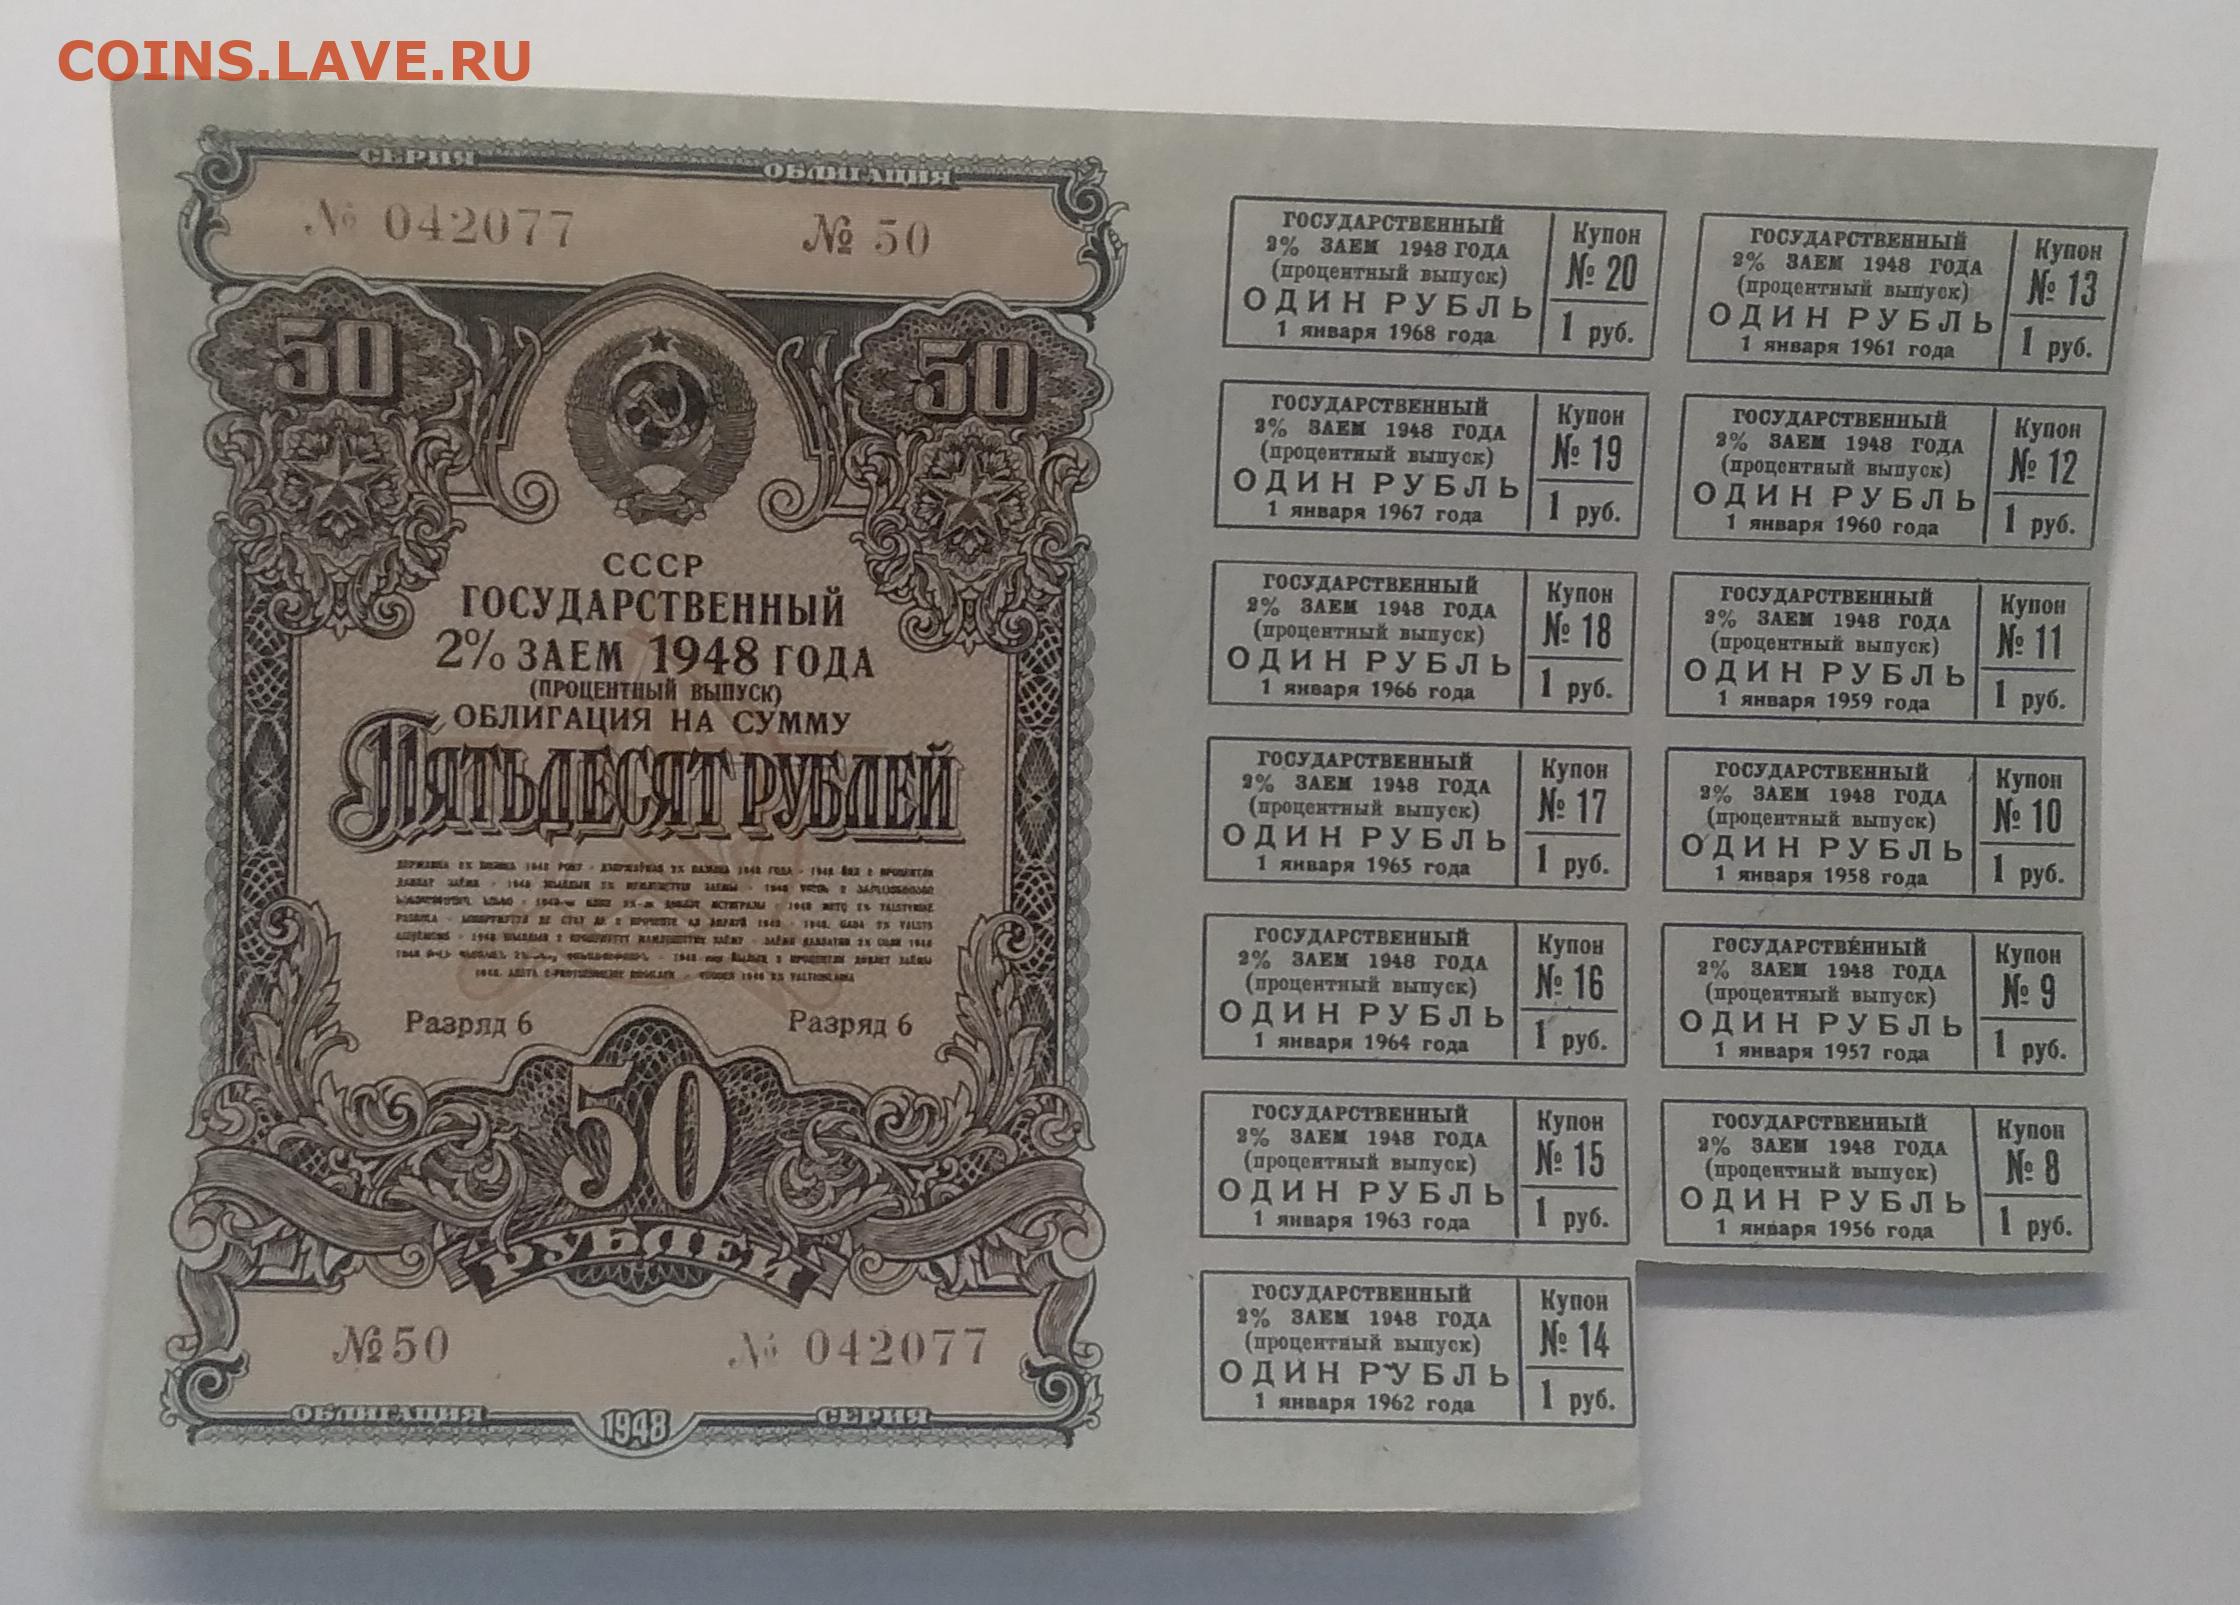 COINS.LAVE.RU
СЕРИЯ ОБЛИГАЦИЯ
№ 042077 № 50
50 50
СССР
ГОСУДАРСТВЕННЫЙ
2% ЗАЕМ 1948 ГОДА
(ПРОЦЕНТНЫЙ ВЫПУСК)
ОБЛИГАЦИЯ НА СУММУ
ПЯТЬДЕСЯТ РУБЛЕЙ
Разряд 6 Разряд 6
50
РУБЛЕЙ
№ 50 № 042077
ОБЛИГАЦИЯ 1948 СЕРИЯ
ГОСУДАРСТВЕННЫЙ
2% ЗАЕМ 1948 ГОДА
(процентный выпуск)
ОДИН РУБЛЬ
1 января 1968 года
Купон
№ 20
1 руб.
ГОСУДАРСТВЕННЫЙ
2% ЗАЕМ 1948 ГОДА
(процентный выпуск)
ОДИН РУБЛЬ
1 января 1967 года
Купон
№ 19
1 руб.
ГОСУДАРСТВЕННЫЙ
2% ЗАЕМ 1948 ГОДА
(процентный выпуск)
ОДИН РУБЛЬ
1 января 1966 года
Купон
№ 18
1 руб.
ГОСУДАРСТВЕННЫЙ
2% ЗАЕМ 1948 ГОДА
(процентный выпуск)
ОДИН РУБЛЬ
1 января 1965 года
Купон
№ 17
1 руб.
ГОСУДАРСТВЕННЫЙ
2% ЗАЕМ 1948 ГОДА
(процентный выпуск)
ОДИН РУБЛЬ
1 января 1964 года
Купон
№ 16
1 руб.
ГОСУДАРСТВЕННЫЙ
2% ЗАЕМ 1948 ГОДА
(процентный выпуск)
ОДИН РУБЛЬ
1 января 1963 года
Купон
№ 15
1 руб.
ГОСУДАРСТВЕННЫЙ
2% ЗАЕМ 1948 ГОДА
(процентный выпуск)
ОДИН РУБЛЬ
1 января 1962 года
Купон
№ 14
1 руб.
ГОСУДАРСТВЕННЫЙ
2% ЗАЕМ 1948 ГОДА
(процентный выпуск)
ОДИН РУБЛЬ
1 января 1961 года
Купон
№ 13
1 руб.
ГОСУДАРСТВЕННЫЙ
2% ЗАЕМ 1948 ГОДА
(процентный выпуск)
ОДИН РУБЛЬ
1 января 1960 года
Купон
№ 12
1 руб.
ГОСУДАРСТВЕННЫЙ
2% ЗАЕМ 1948 ГОДА
(процентный выпуск)
ОДИН РУБЛЬ
1 января 1959 года
Купон
№ 11
1 руб.
ГОСУДАРСТВЕННЫЙ
2% ЗАЕМ 1948 ГОДА
(процентный выпуск)
ОДИН РУБЛЬ
1 января 1958 года
Купон
№ 10
1 руб.
ГОСУДАРСТВЕННЫЙ
2% ЗАЕМ 1948 ГОДА
(процентный выпуск)
ОДИН РУБЛЬ
1 января 1957 года
Купон
№ 9
1 руб.
ГОСУДАРСТВЕННЫЙ
2% ЗАЕМ 1948 ГОДА
(процентный выпуск)
ОДИН РУБЛЬ
1 января 1956 года
Купон
№ 8
1 руб.